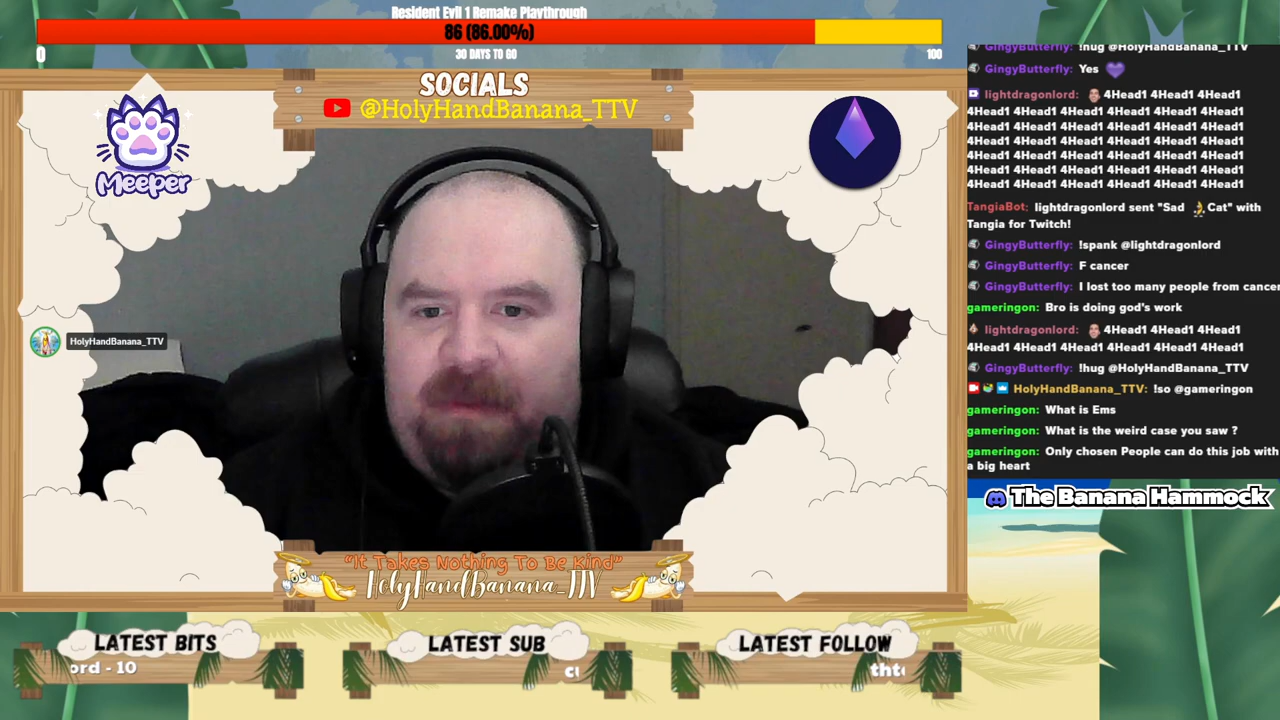 Resident Evil 1 Remake Playthrough
86 (86.00%)
0
30 DAYS TO GO
100
SOCIALS
@HolyHandBanana_TTV
Meeper
HolyHandBanana_TTV
"It Takes Nothing To Be Kind"
HolyHandBanana_TTV
GingyButterfly: !hug @HolyHandBanana_TTV
GingyButterfly: Yes
lightdragonlord: 4Head1 4Head1 4Head1
4Head1 4Head1 4Head1 4Head1 4Head1 4Head1
4Head1 4Head1 4Head1 4Head1 4Head1 4Head1
4Head1 4Head1 4Head1 4Head1 4Head1 4Head1
4Head1 4Head1 4Head1 4Head1 4Head1 4Head1
4Head1 4Head1 4Head1 4Head1 4Head1 4Head1
4Head1 4Head1 4Head1 4Head1 4Head1 4Head1
TangiaBot: lightdragonlord sent "Sad Cat" with
Tangia for Twitch!
GingyButterfly: !spank @lightdragonlord
GingyButterfly: F cancer
GingyButterfly: I lost too many people from cancer
gameringon: Bro is doing god's work
lightdragonlord: 4Head1 4Head1 4Head1
4Head1 4Head1 4Head1 4Head1 4Head1 4Head1
GingyButterfly: !hug @HolyHandBanana_TTV
HolyHandBanana_TTV: !so @gameringon
gameringon: What is Ems
gameringon: What is the weird case you saw ?
gameringon: Only chosen People can do this job with
a big heart
The Banana Hammock
LATEST BITS
ord - 10
LATEST SUB
LATEST FOLLOW